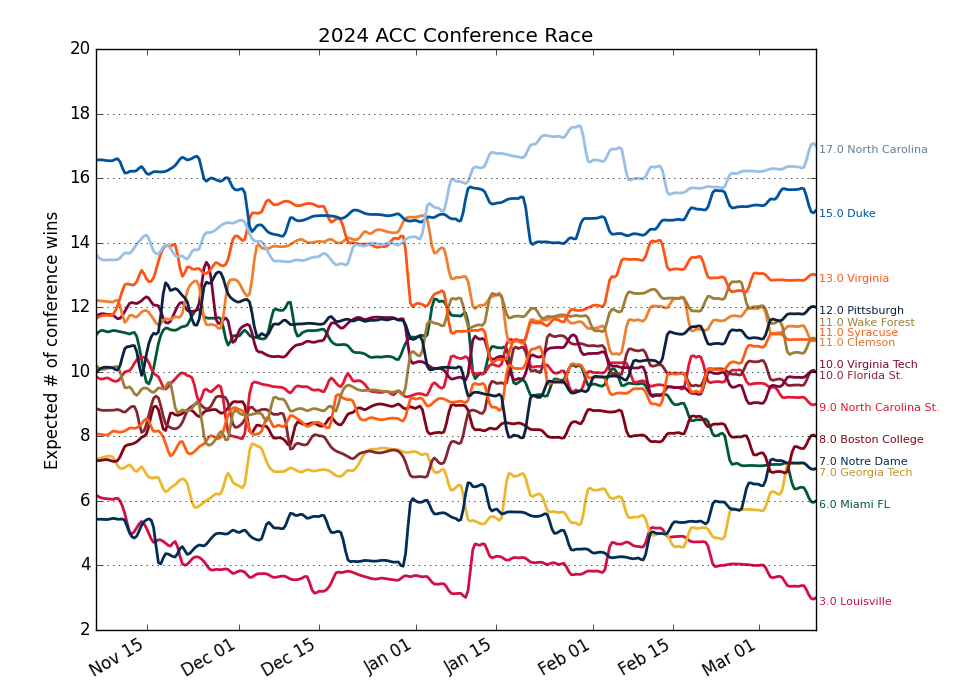 2024 ACC Conference Race
Expected # of conference wins
20
18
16
14
12
10
8
6
4
2
Nov 15
Dec 01
Dec 15
Jan 01
Jan 15
Feb 01
Feb 15
Mar 01
17.0 North Carolina
15.0 Duke
13.0 Virginia
12.0 Pittsburgh
11.0 Wake Forest
11.0 Syracuse
11.0 Clemson
10.0 Virginia Tech
10.0 Florida St.
9.0 North Carolina St.
8.0 Boston College
7.0 Notre Dame
7.0 Georgia Tech
6.0 Miami FL
3.0 Louisville